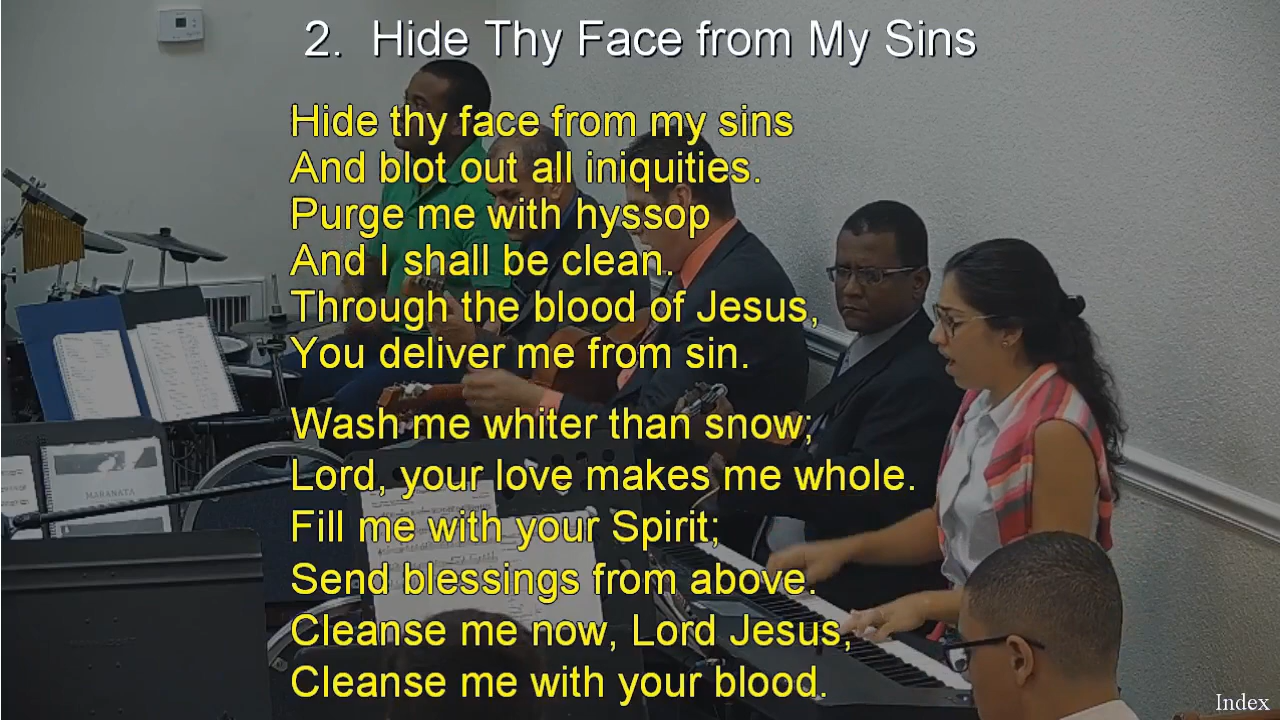 2. Hide Thy Face from My Sins
Hide thy face from my sins
And blot out all iniquities.
Purge me with hyssop
And I shall be clean.
Through the blood of Jesus,
You deliver me from sin.
Wash me whiter than snow;
Lord, your love makes me whole.
Fill me with your Spirit;
Send blessings from above.
Cleanse me now, Lord Jesus,
Cleanse me with your blood.
MARANATA
Index